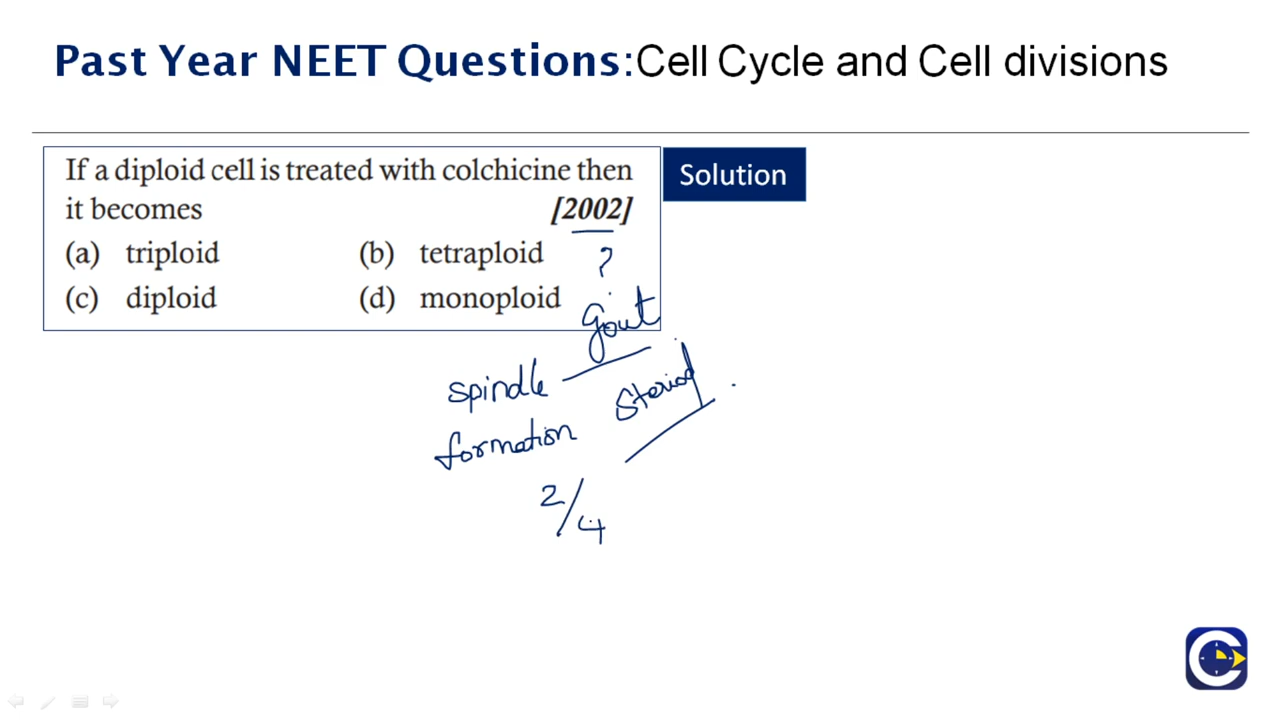 Past Year NEET Questions:Cell Cycle and Cell divisions
If a diploid cell is treated with colchicine then
it becomes [2002]
(a) triploid (b) tetraploid
(c) diploid (d) monoploid
Solution
?
gout
spindle
formation
Steriod
2/4